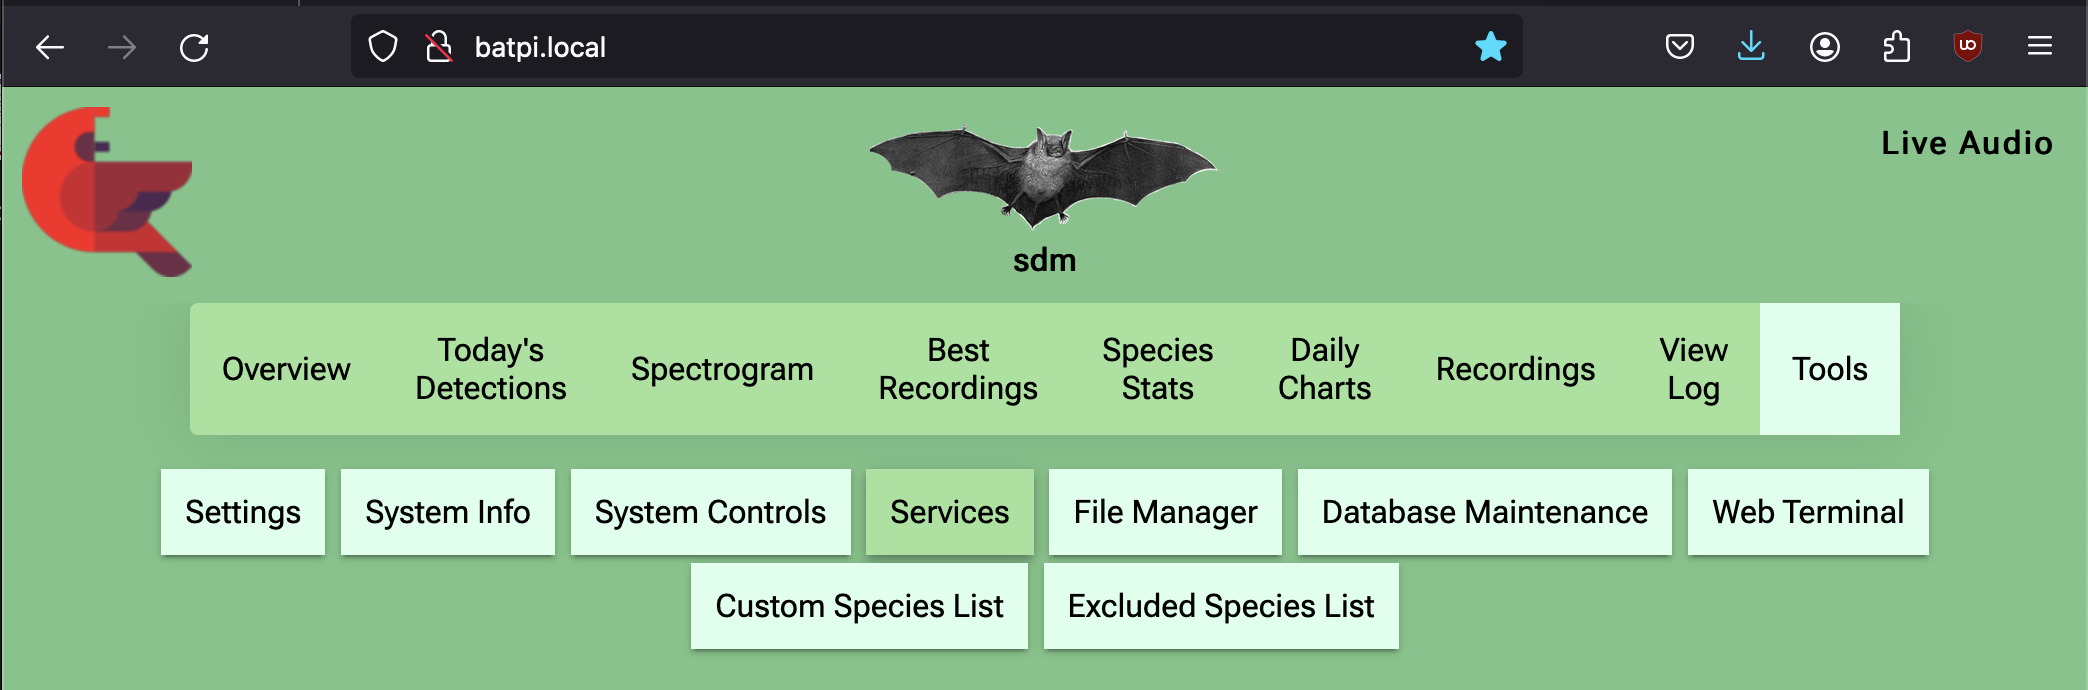 batpi.local
UO
Live Audio
sdm
Overview
Today's
Detections
Spectrogram
Best
Recordings
Species
Stats
Daily
Charts
Recordings
View
Log
Tools
Settings
System Info
System Controls
Services
File Manager
Database Maintenance
Web Terminal
Custom Species List
Excluded Species List